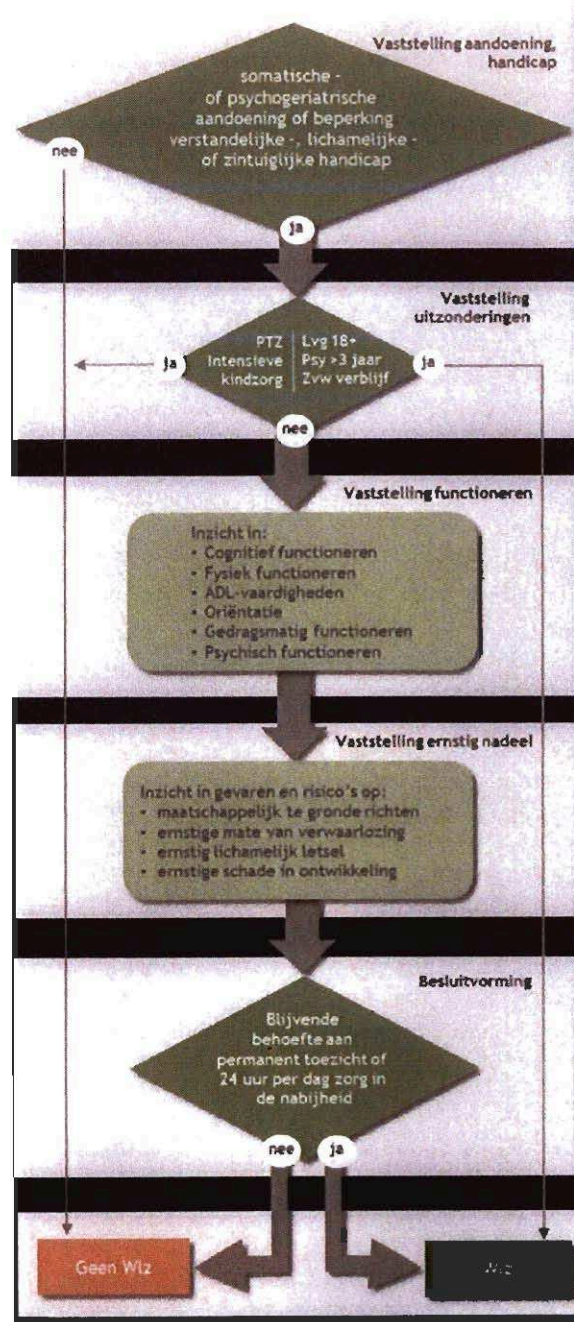 Vaststelling aandoening,
handicap
somatische -
of psychogeriatrische
aandoening of beperking
verstandelijke -, lichamelijke -
of zintuiglijke handicap
nee
ja
Vaststelling
uitzonderingen
PTZ
Intensieve
kindzorg
Lvg 18+
Psy >3 jaar
Zvw verblijf
ja
ja
nee
Vaststelling functioneren
Inzicht in:
• Cognitief functioneren
• Fysiek functioneren
• ADL-vaardigheden
• Oriëntatie
• Gedragsmatig functioneren
• Psychisch functioneren
Vaststelling ernstig nadeel
Inzicht in gevaren en risico's op:
• maatschappelijk te gronde richten
• ernstige mate van verwaarlozing
• ernstig lichamelijk letsel
• ernstige schade in ontwikkeling
Besluitvorming
Blijvende
behoefte aan
permanent toezicht of
24 uur per dag zorg in
de nabijheid
nee
ja
Geen Wlz
Wlz